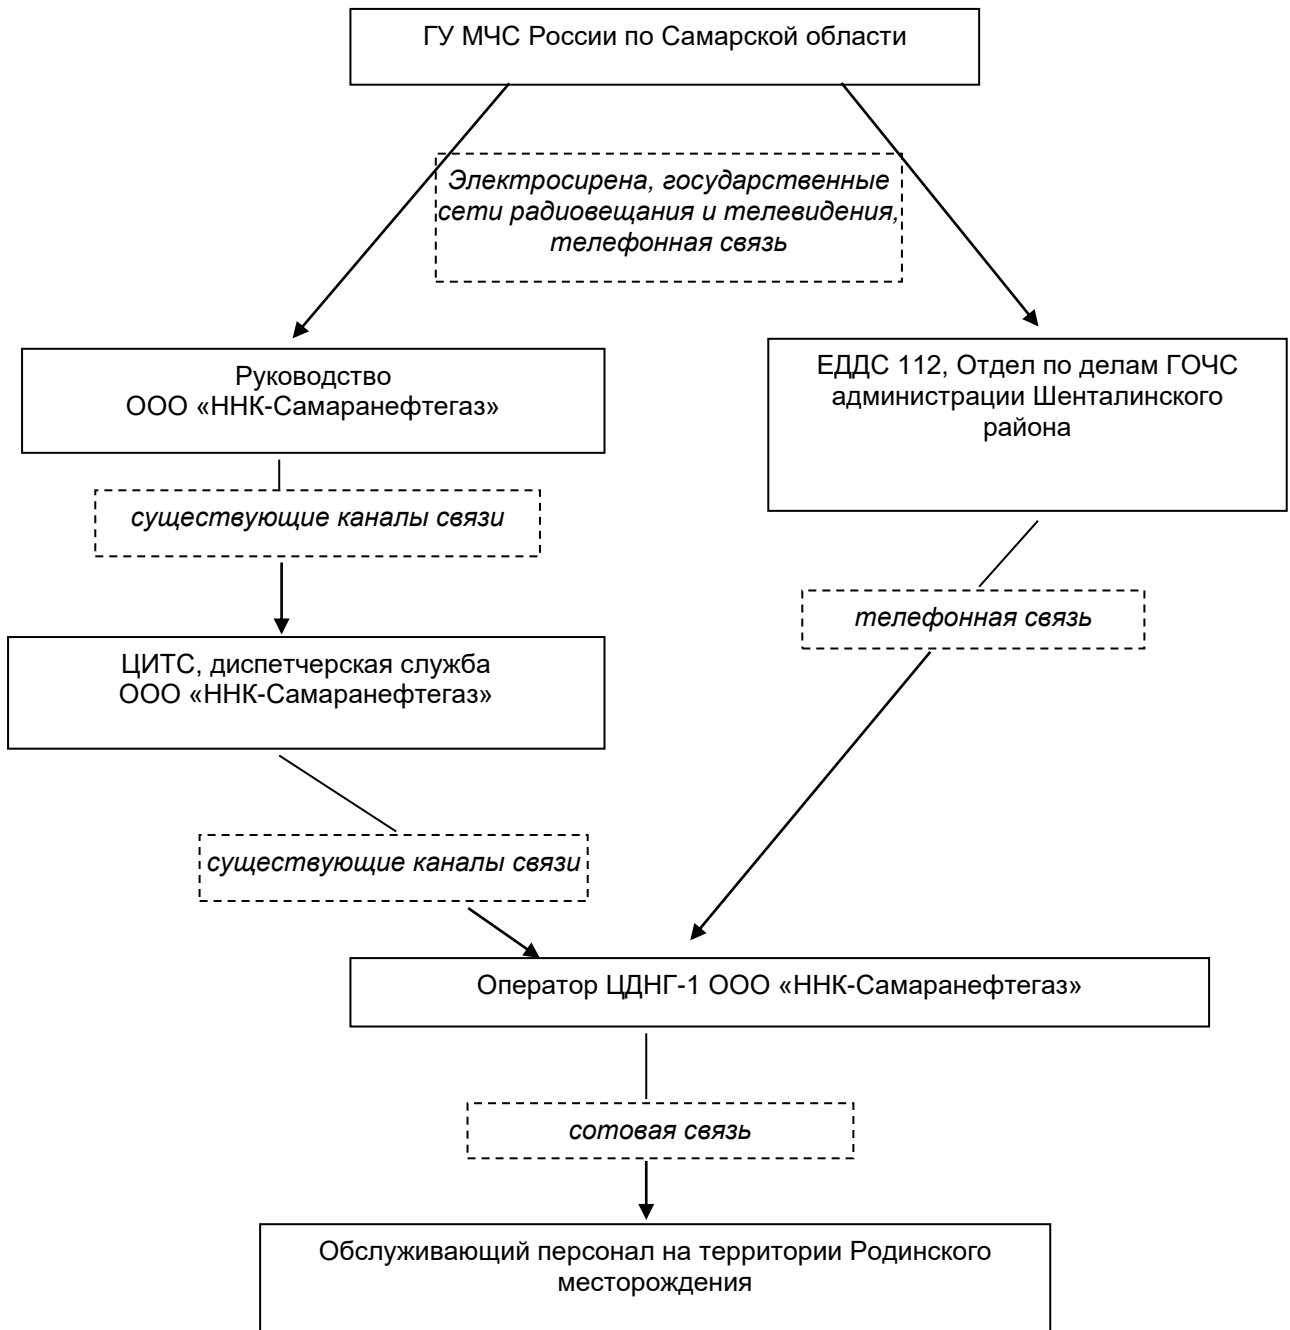 ГУ МЧС России по Самарской области
Электросирена, государственные
сети радиовещания и телевидения,
телефонная связь
Руководство
ООО «ННК-Самаранефтегаз»
ЕДДС 112, Отдел по делам ГОЧС
администрации Шенталинского
района
существующие каналы связи
телефонная связь
ЦИТС, диспетчерская служба
ООО «ННК-Самаранефтегаз»
существующие каналы связи
Оператор ЦДНГ-1 ООО «ННК-Самаранефтегаз»
сотовая связь
Обслуживающий персонал на территории Родинского
месторождения